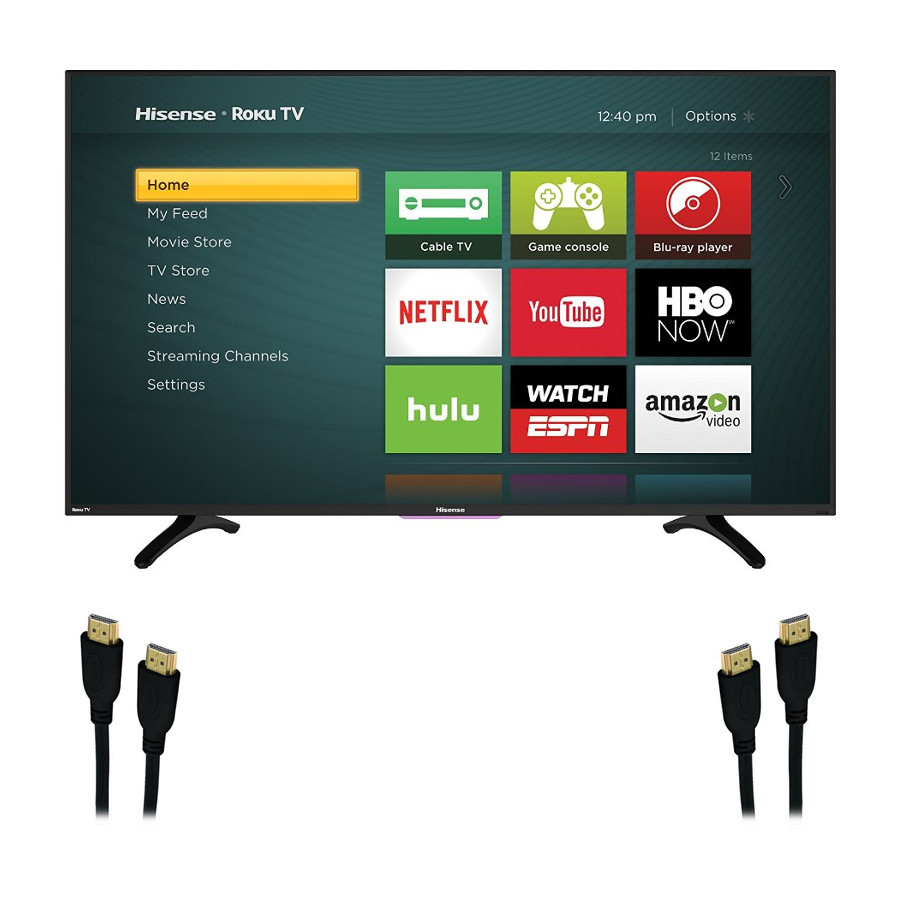 Hisense • Roku TV
12:40 pm
Options
12 Items
Home
My Feed
Movie Store
TV Store
News
Search
Streaming Channels
Settings
Cable TV
Game console
Blu-ray player
NETFLIX
YouTube
HBO
NOW
hulu
WATCH
ESPN
amazon
video
Roku TV
Hisense